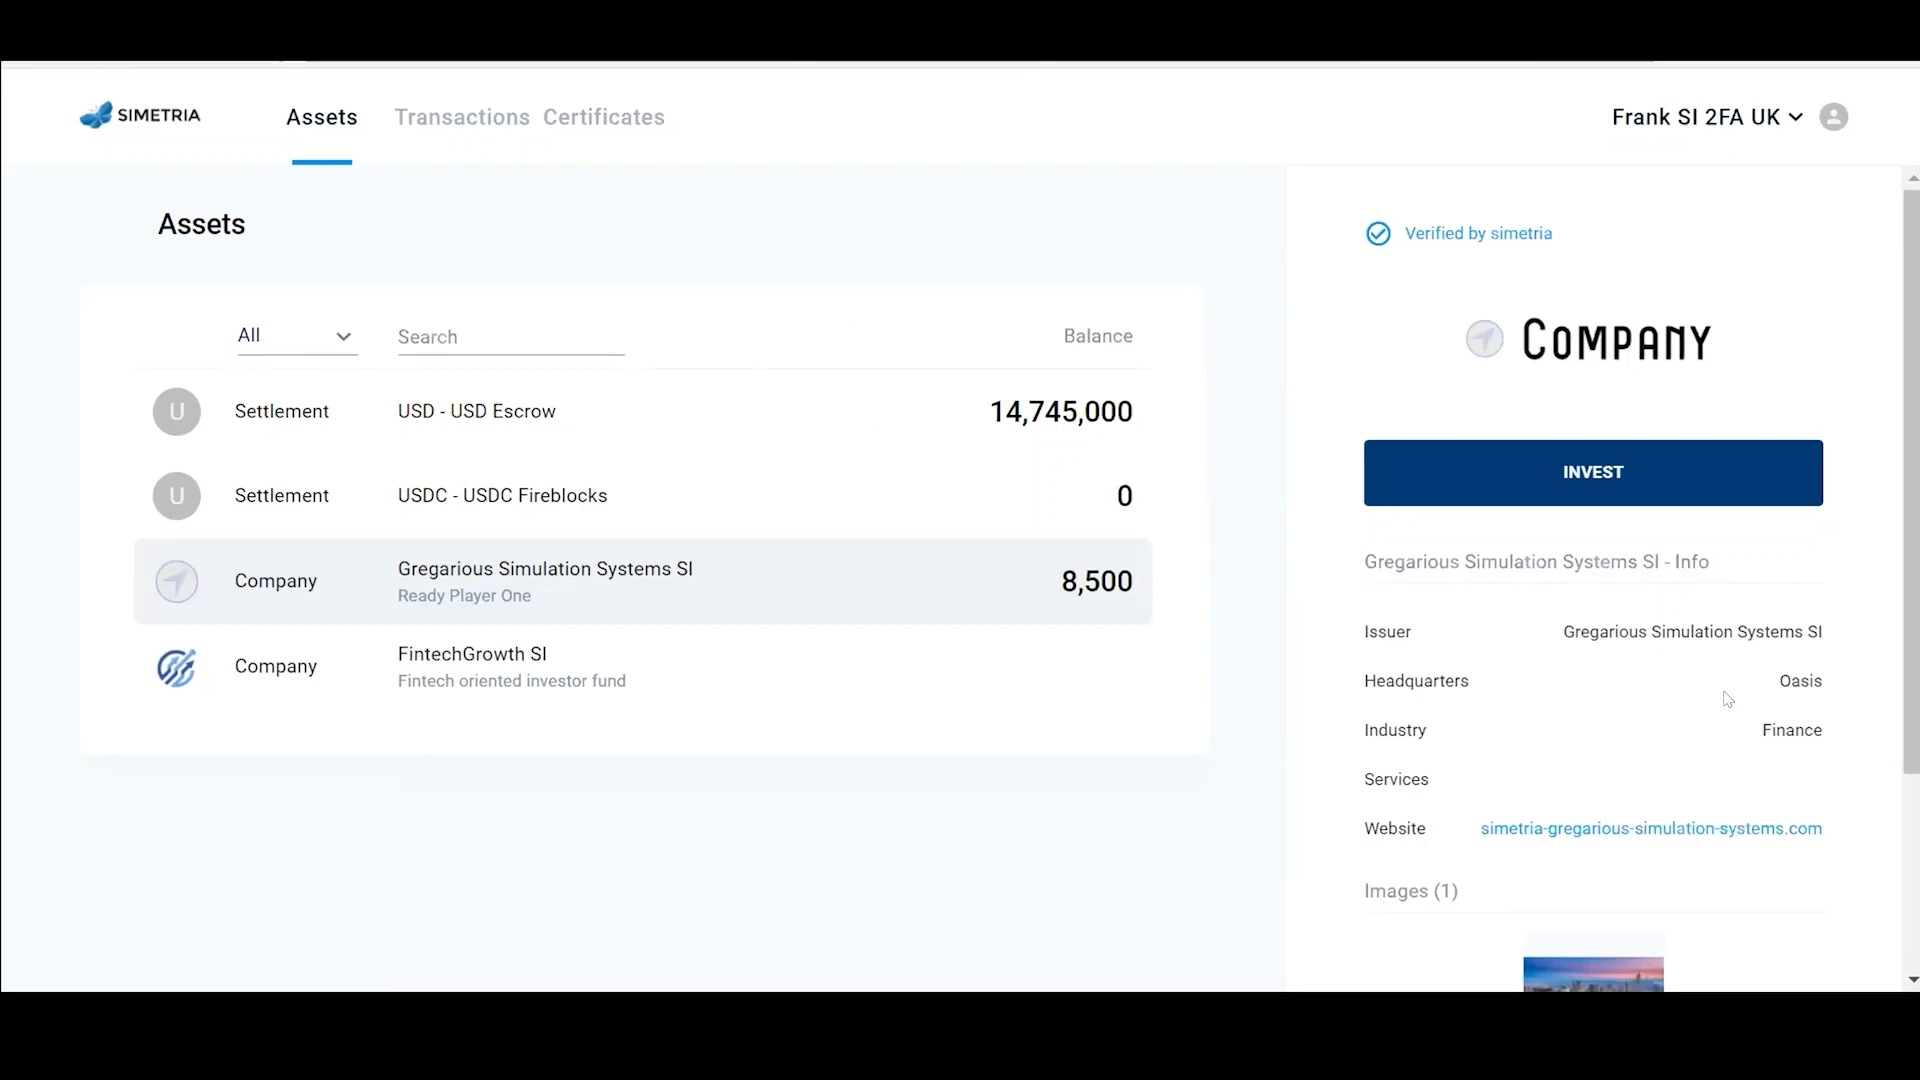 SIMETRIA
Assets
Transactions
Certificates
Frank SI 2FA UK
Assets
All
Search
Balance
U
Settlement
USD - USD Escrow
14,745,000
U
Settlement
USDC - USDC Fireblocks
0
Company
Gregarious Simulation Systems SI
Ready Player One
8,500
Company
FintechGrowth SI
Fintech oriented investor fund
Verified by simetria
COMPANY
INVEST
Gregarious Simulation Systems SI - Info
Issuer
Gregarious Simulation Systems SI
Headquarters
Oasis
Industry
Finance
Services
Website
simetria-gregarious-simulation-systems.com
Images (1)